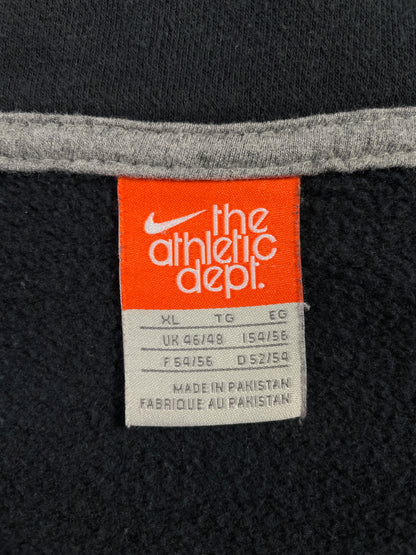 the
athletic
dept.
XL TG EG
UK 46/48 I 54/56
F 54/56 D 52/54
MADE IN PAKISTAN
FABRIQUE AU PAKISTAN